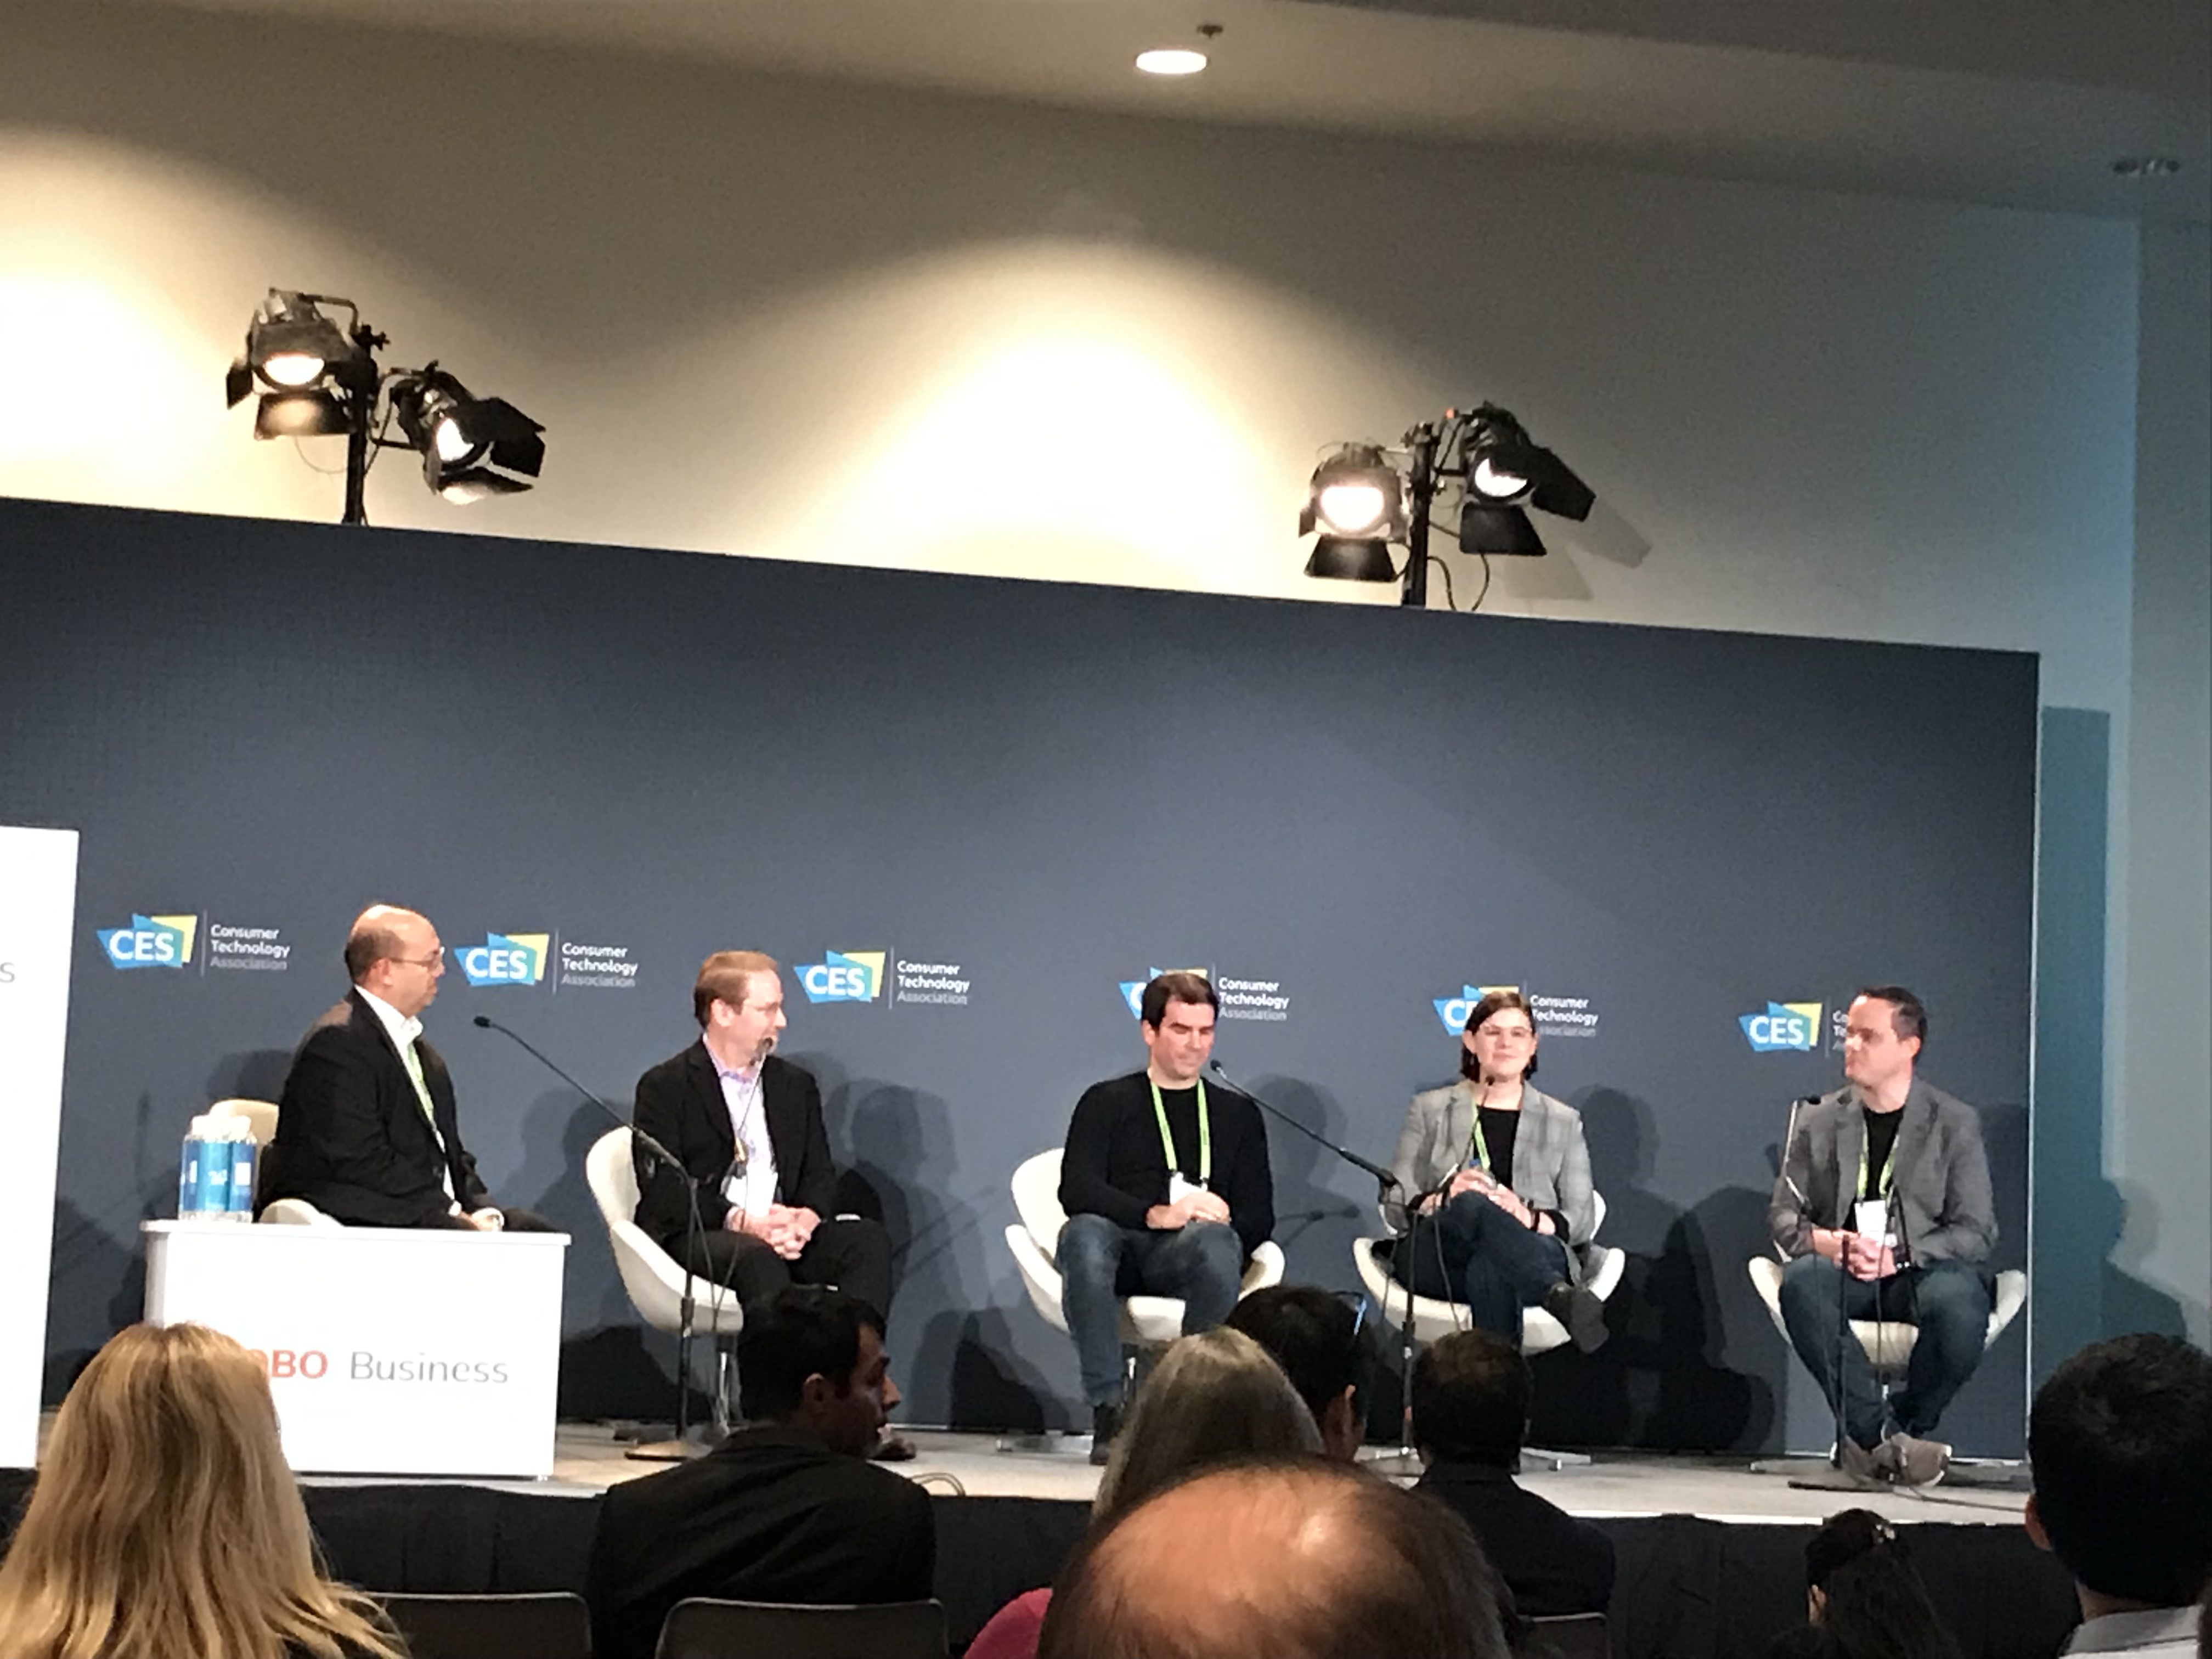 CES
Consumer
Technology
Association
CES
Consumer
Technology
Association
CES
Consumer
Technology
Association
Consumer
Technology
Association
Consumer
Technology
Association
CES
OBO Business
s